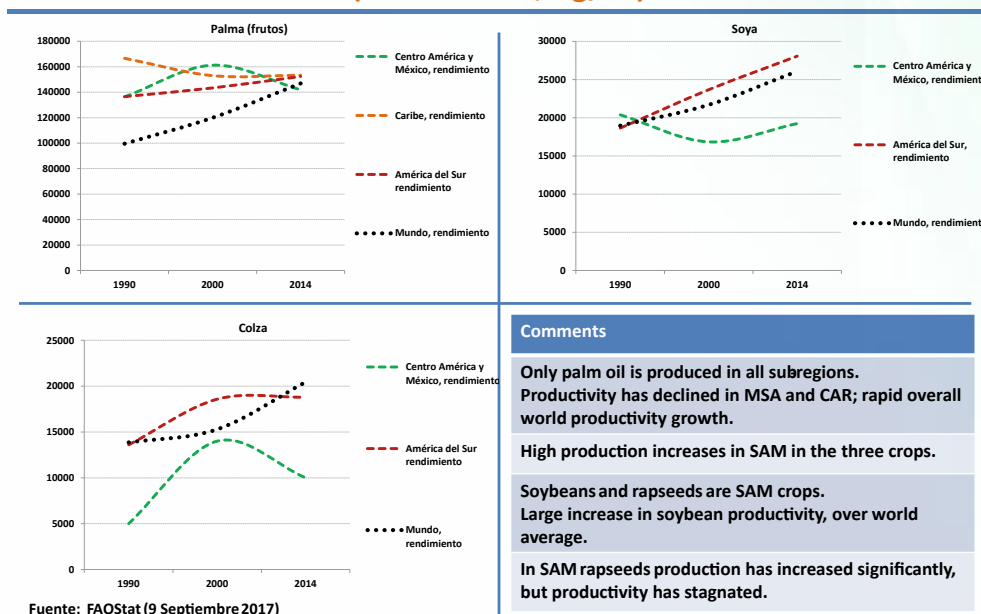 Palma (frutos)
180000
160000
140000
120000
100000
80000
60000
40000
20000
0
1990 2000 2014
Centro América y
México, rendimiento
Caribe, rendimiento
América del Sur
rendimiento
Mundo, rendimiento
Soya
30000
25000
20000
15000
10000
5000
0
1990 2000 2014
Centro América y
México, rendimiento
América del Sur,
rendimiento
Mundo, rendimiento
Colza
25000
20000
15000
10000
5000
0
1990 2000 2014
Centro América y
México, rendimiento
América del Sur
rendimiento
Mundo,
rendimiento
Fuente: FAOStat (9 Septiembre 2017)
Comments
Only palm oil is produced in all subregions.
Productivity has declined in MSA and CAR; rapid overall
world productivity growth.
High production increases in SAM in the three crops.
Soybeans and rapseeds are SAM crops.
Large increase in soybean productivity, over world
average.
In SAM rapseeds production has increased significantly,
but productivity has stagnated.